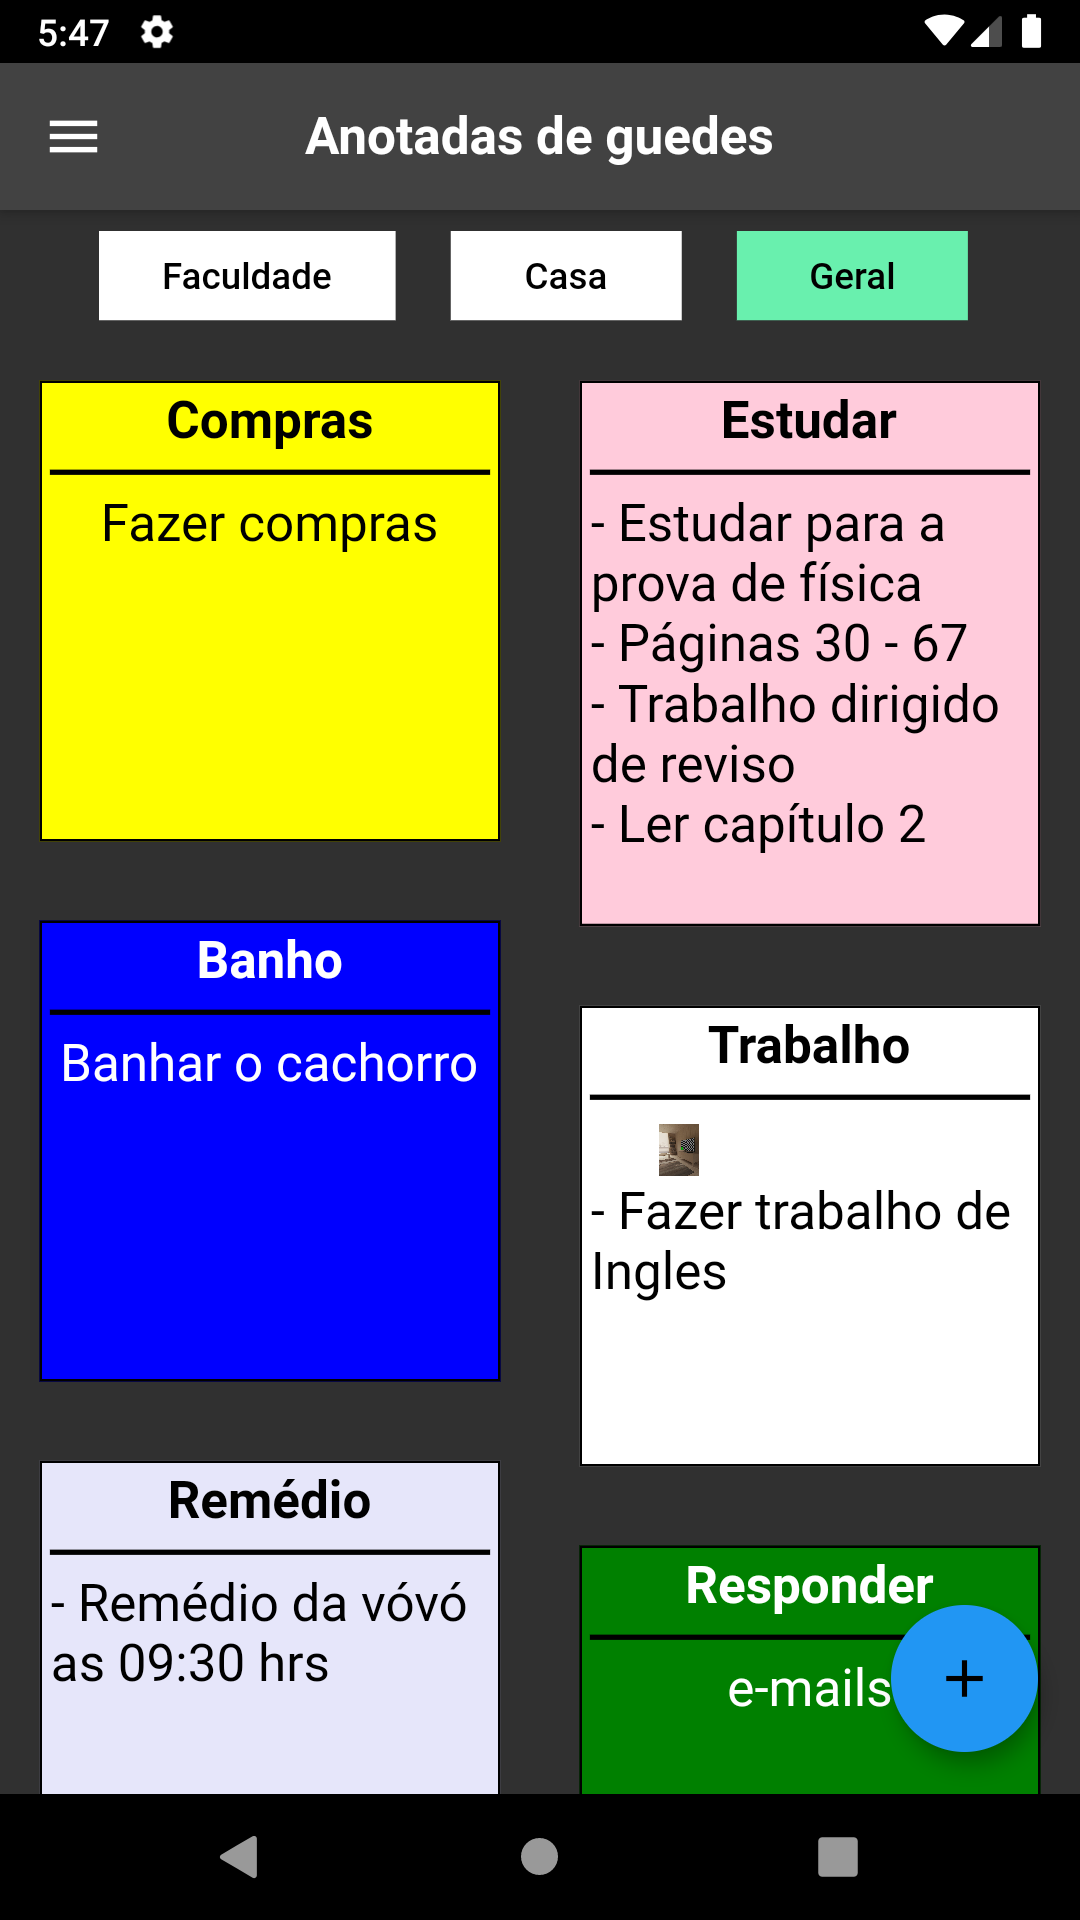 5:47
Anotadas de guedes
Faculdade
Casa
Geral
Compras
Fazer compras
Estudar
- Estudar para a
prova de física
- Páginas 30 - 67
- Trabalho dirigido
de reviso
- Ler capítulo 2
Banho
Banhar o cachorro
Trabalho
- Fazer trabalho de
Ingles
Remédio
- Remédio da vóvó
as 09:30 hrs
Responder
e-mails